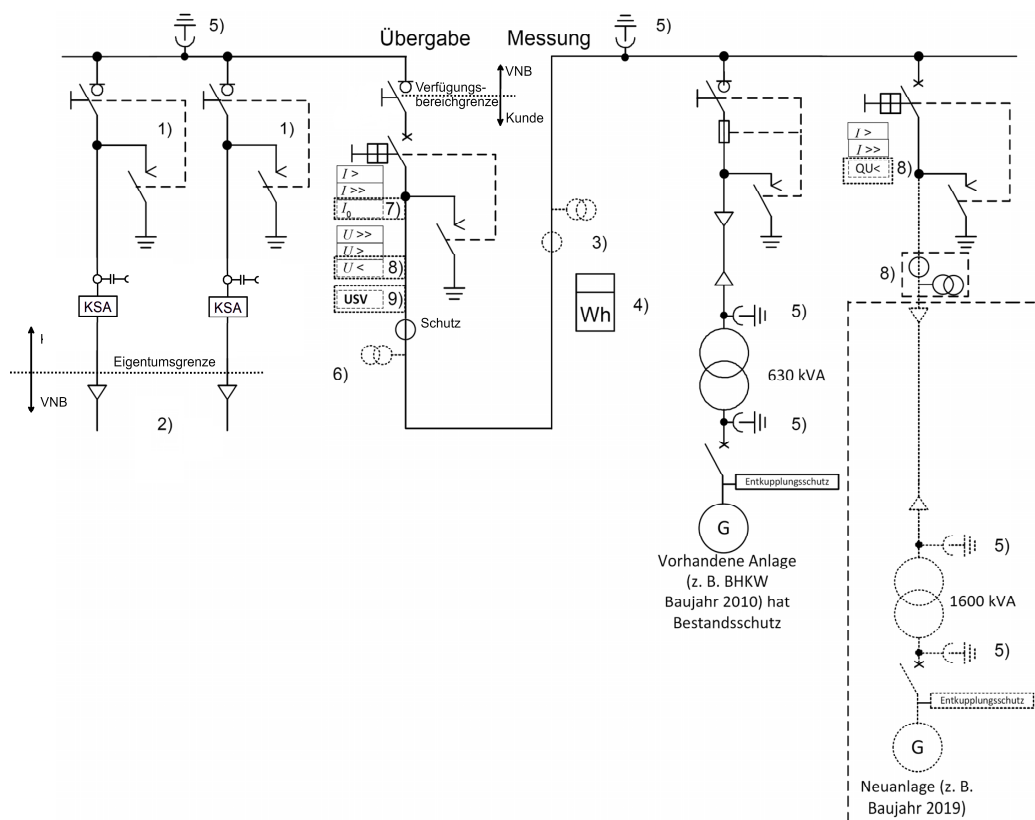 5)
Übergabe
Messung
5)
VNB
Verfügungs-
bereichgrenze
Kunde
1)
1)
I >
I >>
I₀ 7)
U >>
U >
U < 8)
USV 9)
Schutz
6)
3)
Wh
4)
I >
I >>
QU< 8)
8)
KSA
KSA
Eigentumsgrenze
VNB
2)
5)
630 kVA
5)
Entkupplungsschutz
G
Vorhandene Anlage
(z. B. BHKW
Baujahr 2010) hat
Bestandsschutz
5)
1600 kVA
5)
Entkupplungsschutz
G
Neuanlage (z. B.
Baujahr 2019)